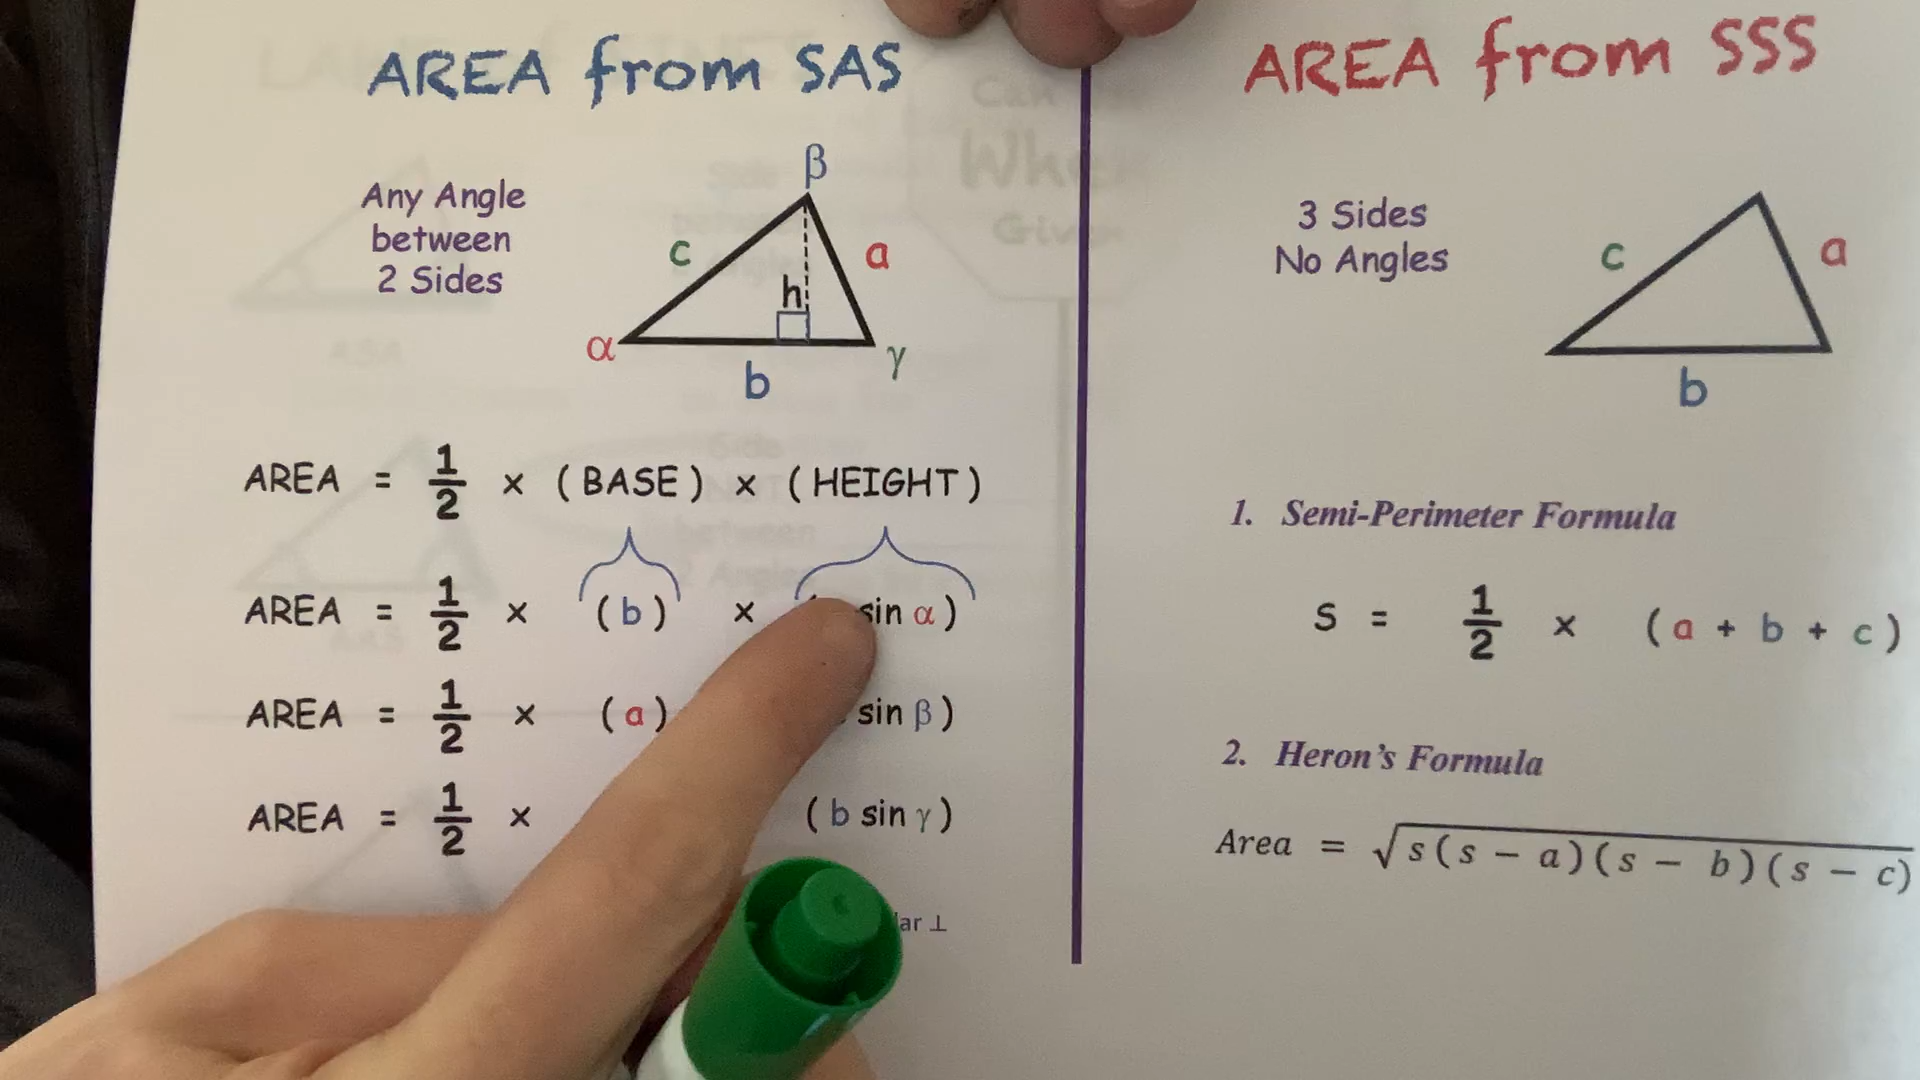 AREA from SAS
Any Angle
between
2 Sides
β
c
a
h
α
b
γ
AREA = 1/2 × (BASE) × (HEIGHT)
AREA = 1/2 × (b) × sin α)
AREA = 1/2 × (a) sin β)
AREA = 1/2 × (b sin γ)
⊥
AREA from SSS
3 Sides
No Angles
c
a
b
1. Semi-Perimeter Formula
S = 1/2 × (a + b + c)
2. Heron's Formula
Area = √s(s − a)(s − b)(s − c)